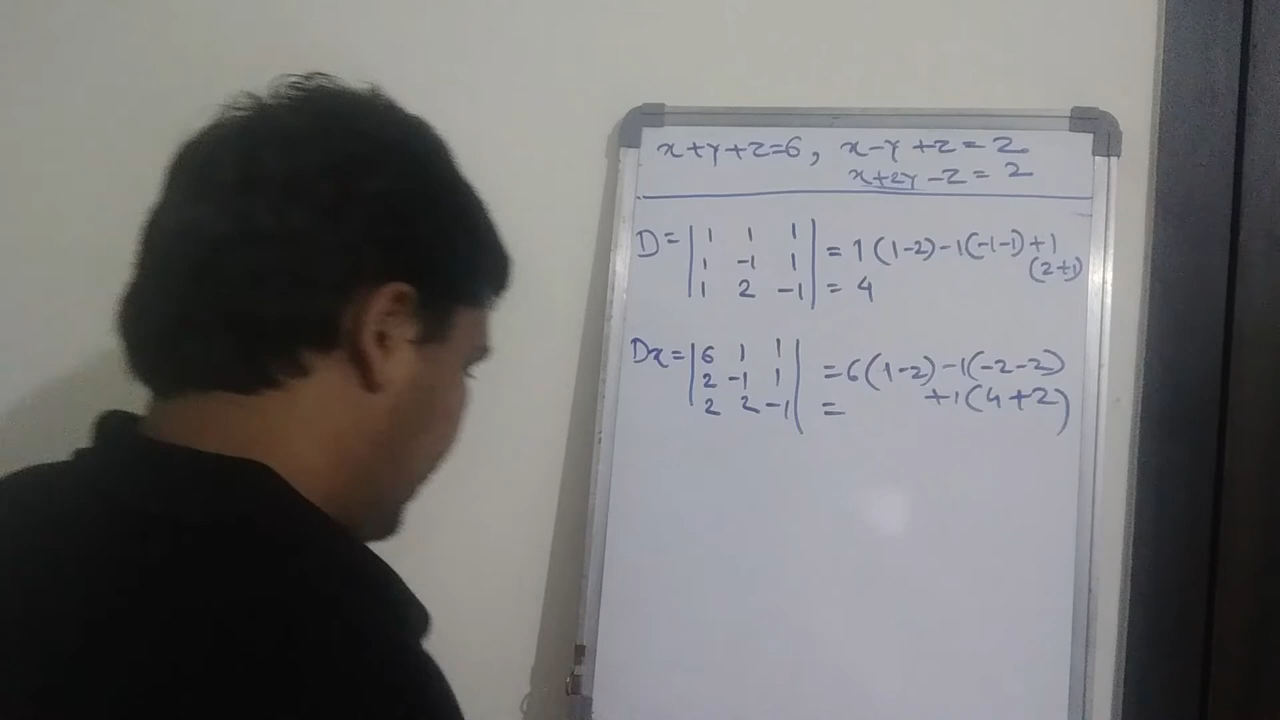 x+y+z=6, x-y+z=2
x+2y-z=2
D=|1 1 1| =1(1-2)-1(-1-1)+1
|1 -1 1| (2+1)
|1 2 -1| =4
Dx=|6 1 1| =6(1-2)-1(-2-2)
|2 -1 1| +1(4+2)
|2 2 -1| =